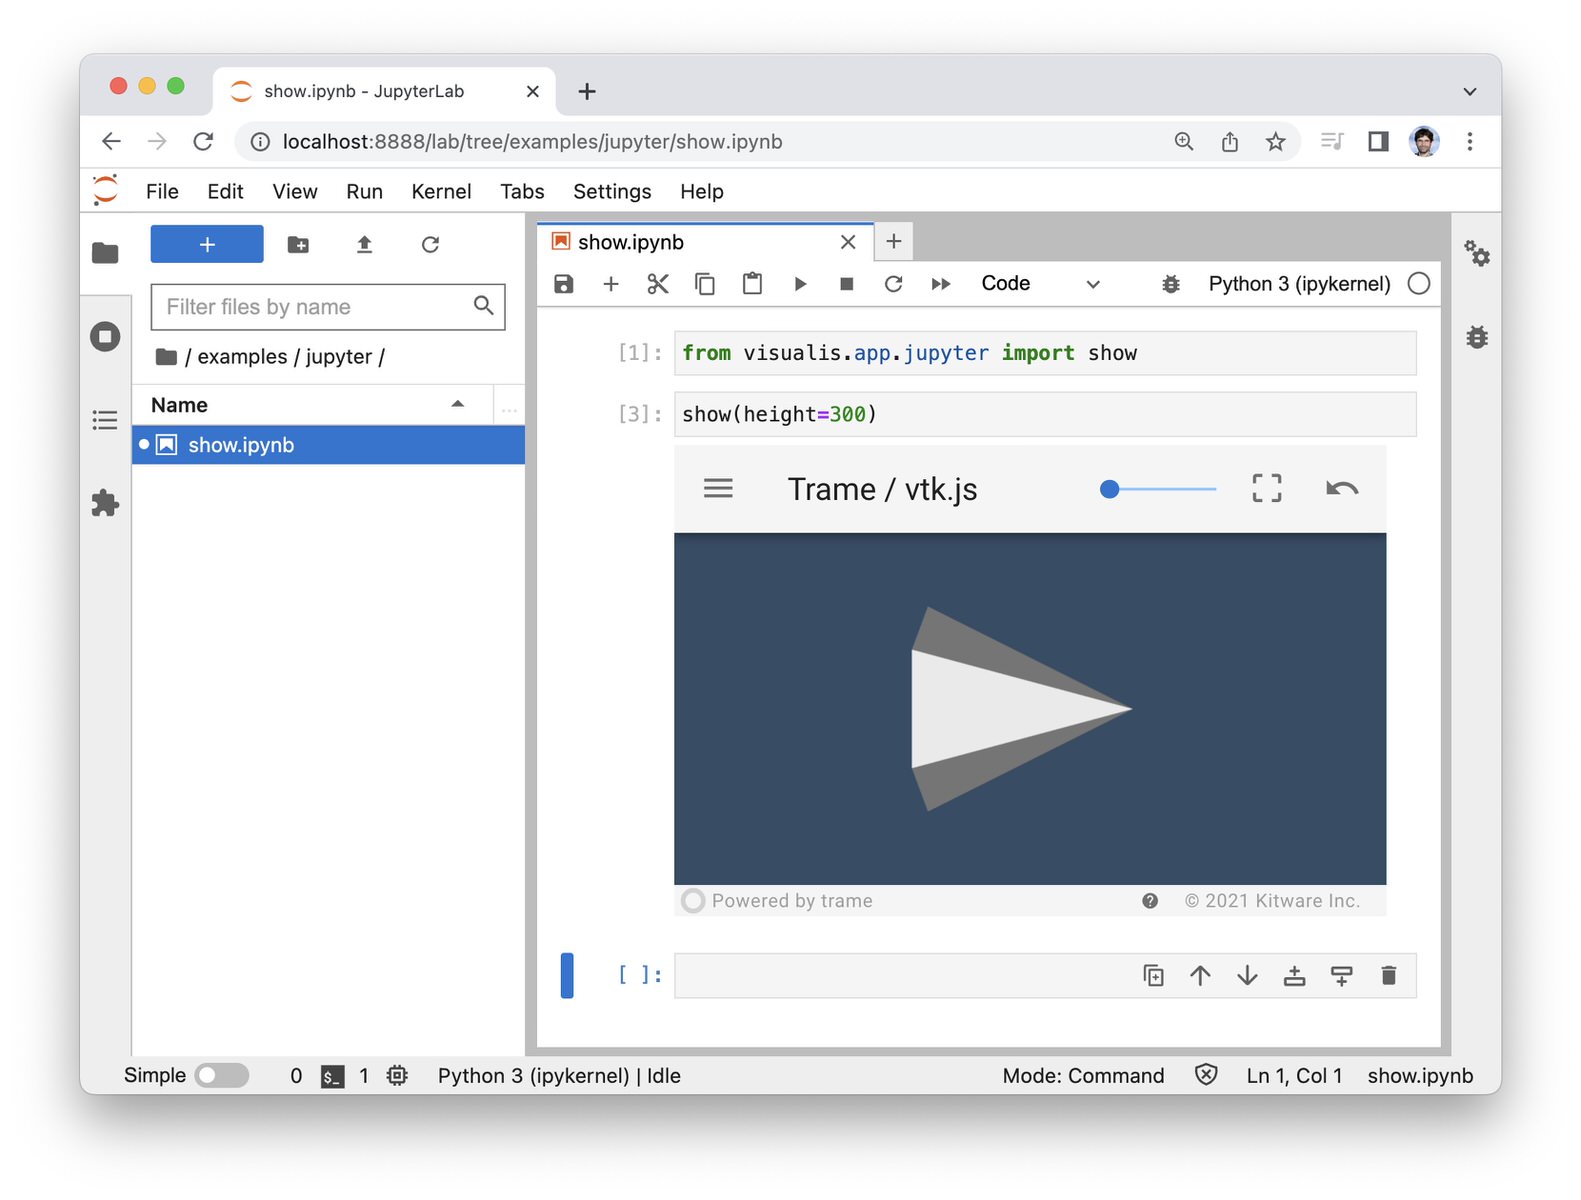 show.ipynb - JupyterLab
localhost:8888/lab/tree/examples/jupyter/show.ipynb
File Edit View Run Kernel Tabs Settings Help
show.ipynb
Code Python 3 (ipykernel)
Filter files by name
/ examples / jupyter /
Name ...
show.ipynb
[1]: from visualis.app.jupyter import show
[3]: show(height=300)
Trame / vtk.js
Powered by trame © 2021 Kitware Inc.
[ ]:
Simple 0 $_ 1 Python 3 (ipykernel) | Idle Mode: Command Ln 1, Col 1 show.ipynb